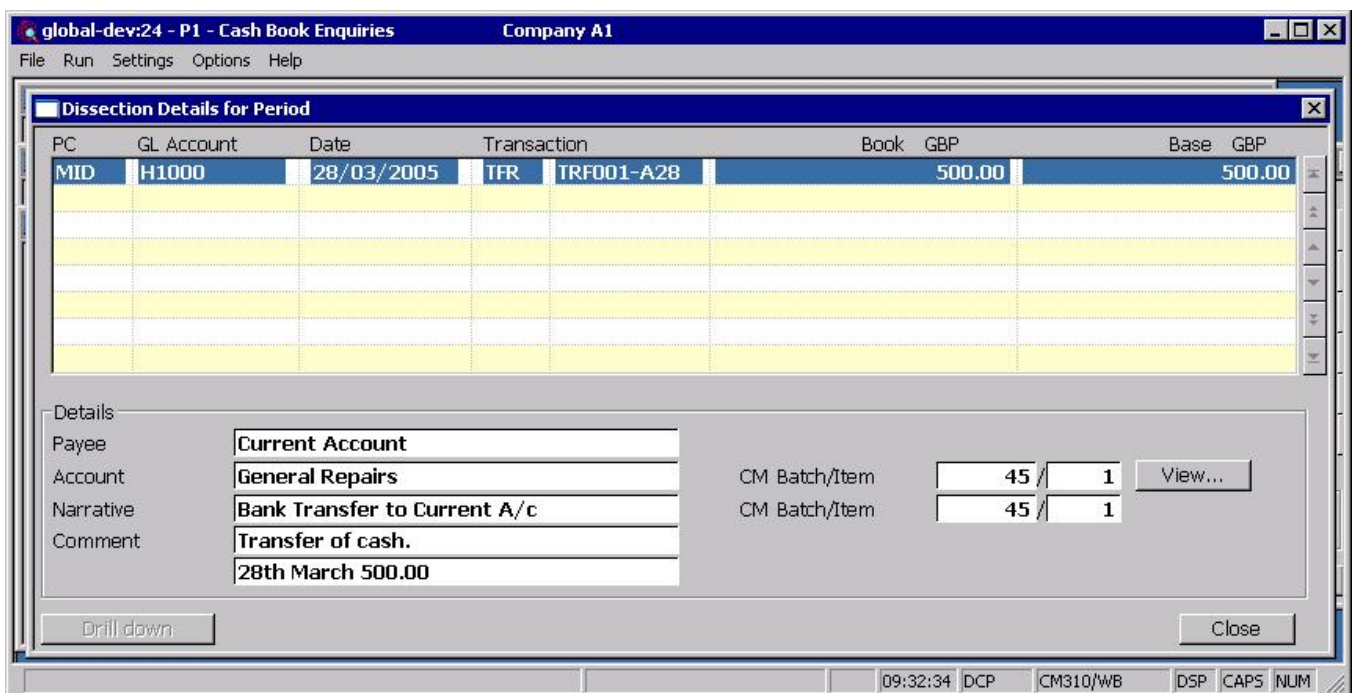 global-dev:24 - P1 - Cash Book Enquiries Company A1
File Run Settings Options Help
Dissection Details for Period
PC GL Account Date Transaction Book GBP Base GBP
MID H1000 28/03/2005 TFR TRF001-A28 500.00 500.00
Details
Payee Current Account
Account General Repairs CM Batch/Item 45 / 1 View...
Narrative Bank Transfer to Current A/c CM Batch/Item 45 / 1
Comment Transfer of cash.
28th March 500.00
Drill down Close
09:32:34 DCP CM310/WB DSP CAPS NUM